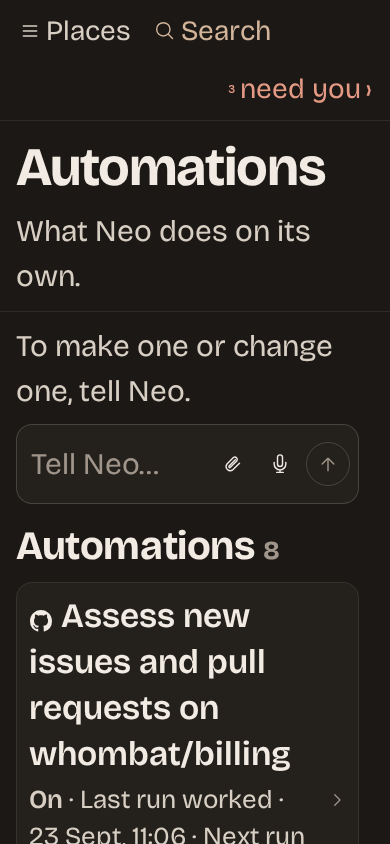 Places Search
3 need you ›
Automations
What Neo does on its
own.
To make one or change
one, tell Neo.
Tell Neo...
Automations 8
Assess new
issues and pull
requests on
whombat/billing
On · Last run worked ·
23 Sept, 11:06 · Next run